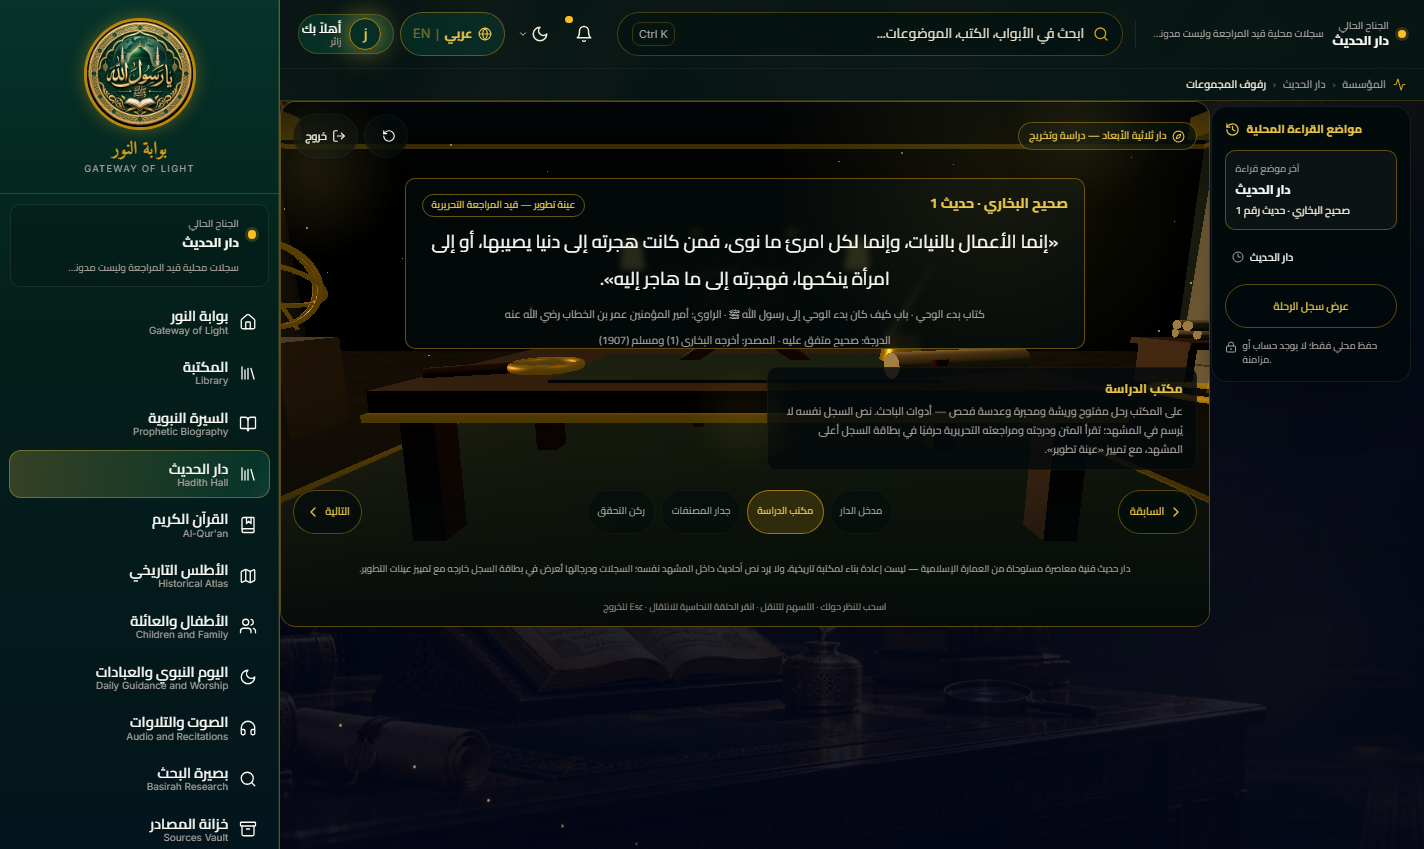 يا رسول الله
بوابة النور
GATEWAY OF LIGHT
الجناح الحالي
دار الحديث
سجلات محلية قيد المراجعة وليست مدونـ...
بوابة النور
Gateway of Light
المكتبة
Library
السيرة النبوية
Prophetic Biography
دار الحديث
Hadith Hall
القرآن الكريم
Al-Qur'an
الأطلس التاريخي
Historical Atlas
الأطفال والعائلة
Children and Family
اليوم النبوي والعبادات
Daily Guidance and Worship
الصوت والتلاوات
Audio and Recitations
بصيرة البحث
Basirah Research
خزانة المصادر
Sources Vault
الجناح الحالي
دار الحديث
سجلات محلية قيد المراجعة وليست مدونـ...
ابحث في الأبواب، الكتب، الموضوعات...
Ctrl K
عربي | EN
ز
أهلاً بك
زائر
المؤسسة › دار الحديث › رفوف المجموعات
مواضع القراءة المحلية
آخر موضع قراءة
دار الحديث
صحيح البخاري · حديث رقم 1
دار الحديث
عرض سجل الرحلة
حفظ محلي فقط؛ لا يوجد حساب أو
مزامنة.
دار ثلاثية الأبعاد — دراسة وتخريج
خروج
صحيح البخاري · حديث 1
عينة تطوير — قيد المراجعة التحريرية
«إنما الأعمال بالنيات، وإنما لكل امرئ ما نوى، فمن كانت هجرته إلى دنيا يصيبها، أو إلى
امرأة ينكحها، فهجرته إلى ما هاجر إليه».
كتاب بدء الوحي · باب كيف كان بدء الوحي إلى رسول الله ﷺ · الراوي: أمير المؤمنين عمر بن الخطاب رضي الله عنه
الدرجة: صحيح متفق عليه · المصدر: أخرجه البخاري (1) ومسلم (1907)
مكتب الدراسة
على المكتب رحل مفتوح وريشة ومحبرة وعدسة فحص — أدوات الباحث. نص السجل نفسه لا
يُرسم في المشهد؛ تقرأ المتن ودرجته ومراجعته التحريرية حرفيًا في بطاقة السجل أعلى
المشهد، مع تمييز «عينة تطوير».
السابقة
مدخل الدار
مكتب الدراسة
جدار المصنفات
ركن التحقق
التالية
دار حديث فنية معاصرة مستوحاة من العمارة الإسلامية — ليست إعادة بناء لمكتبة تاريخية، ولا يَرِد نص أحاديث داخل المشهد نفسه؛ السجلات ودرجاتها تُعرض في بطاقة السجل خارجه مع تمييز عينات التطوير.
اسحب للنظر حولك · الأسهم للتنقل · انقر الحلقة النحاسية للانتقال · Esc للخروج